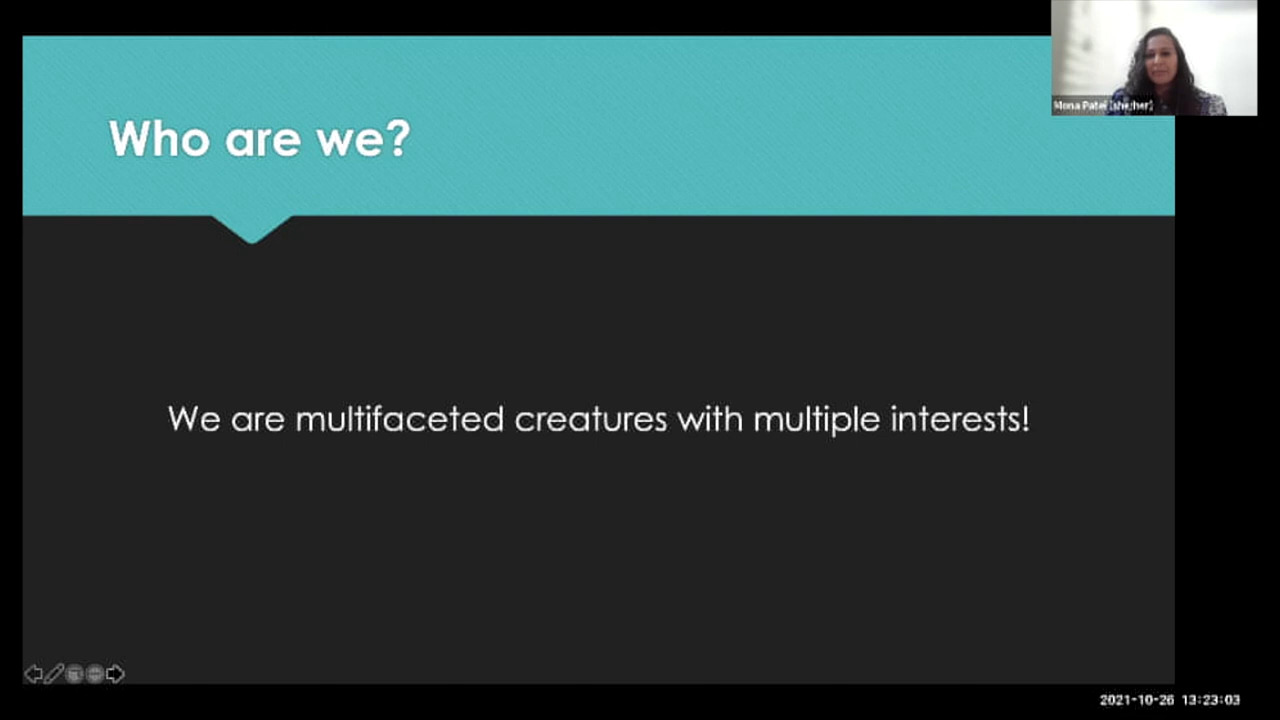 Mona Patel (she/her)
Who are we?
We are multifaceted creatures with multiple interests!
2021-10-26 13:23:03